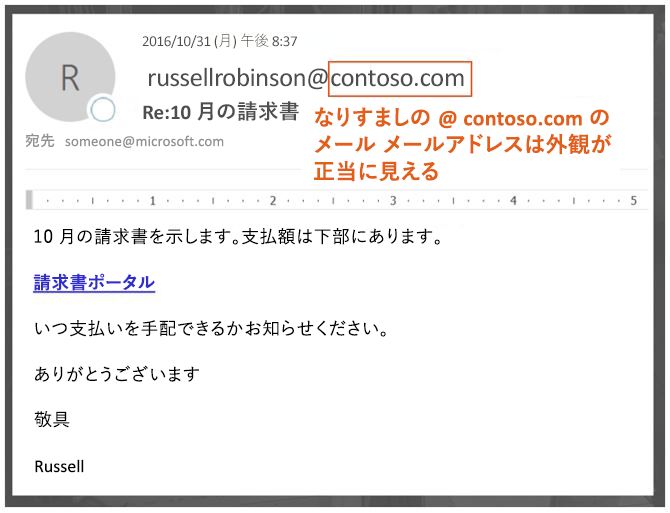 R
2016/10/31 (月) 午後 8:37
russellrobinson@contoso.com
Re:10 月の請求書
なりすましの @ contoso.com の
メール メールアドレスは外観が
正当に見える
宛先 someone@microsoft.com
1 2 3 4 5
10 月の請求書を示します。支払額は下部にあります。
請求書ポータル
いつ支払いを手配できるかお知らせください。
ありがとうございます
敬具
Russell